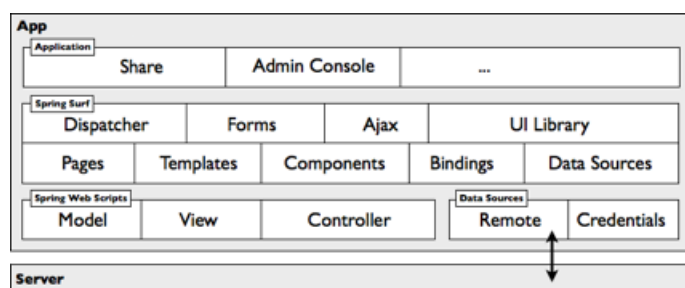 App
Application
Share Admin Console ...
Spring Surf
Dispatcher Forms Ajax UI Library
Pages Templates Components Bindings Data Sources
Spring Web Scripts Data Sources
Model View Controller Remote Credentials
Server